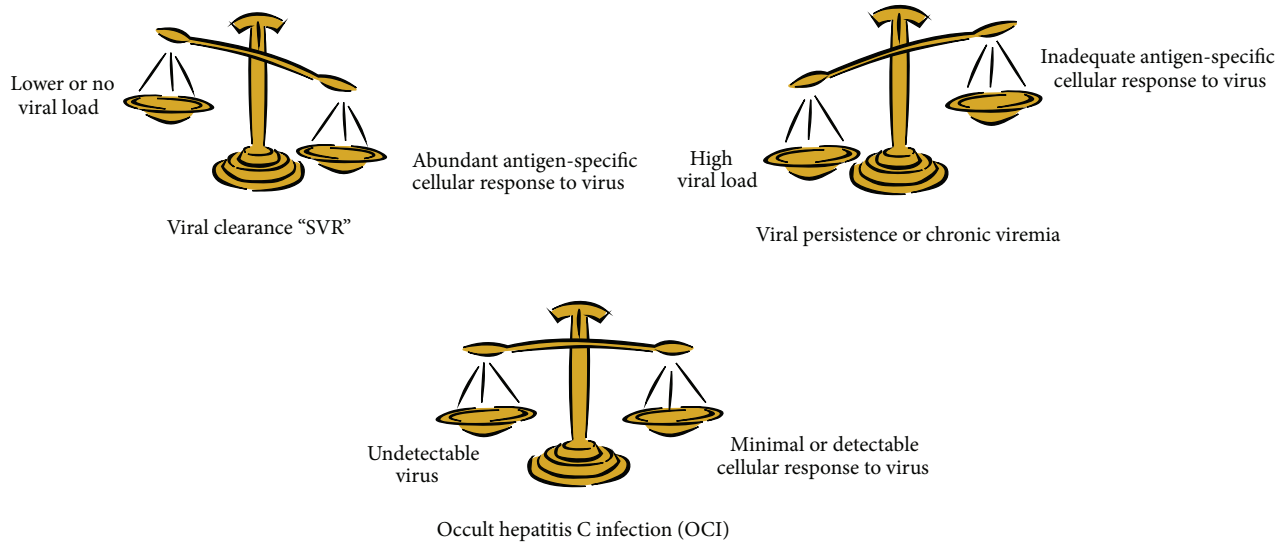 Lower or no
viral load
Abundant antigen-specific
cellular response to virus
Viral clearance “SVR”
Inadequate antigen-specific
cellular response to virus
High
viral load
Viral persistence or chronic viremia
Undetectable
virus
Minimal or detectable
cellular response to virus
Occult hepatitis C infection (OCI)